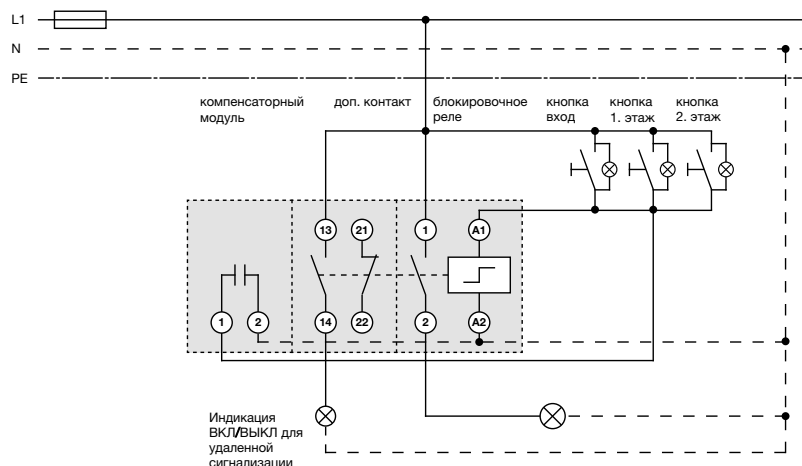 L1
N
PE
компенсаторный
модуль
доп. контакт
блокировочное
реле
кнопка
вход
кнопка
1. этаж
кнопка
2. этаж
13
21
1
A1
1
2
14
22
2
A2
Индикация
ВКЛ/ВЫКЛ для
удаленной
сигнализации